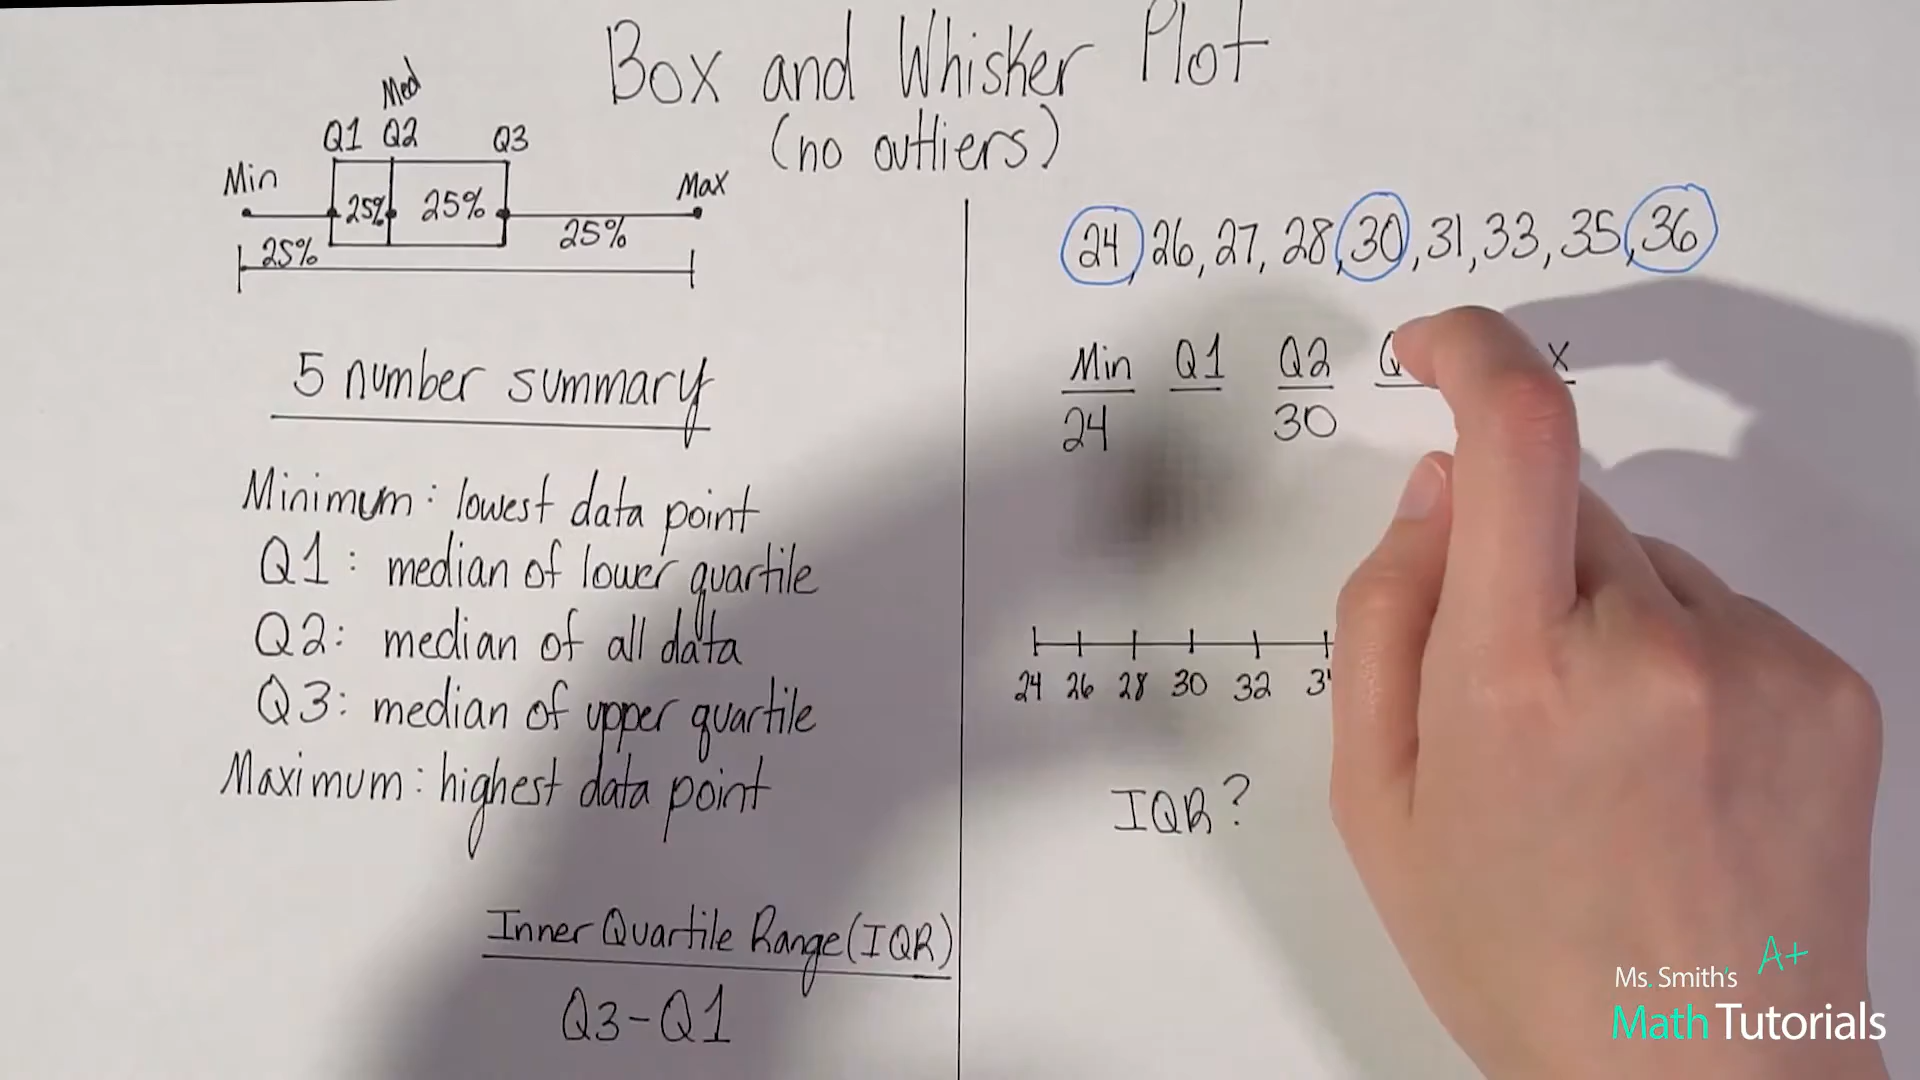 Box and Whisker Plot
(no outliers)
Med
Q1 Q2 Q3
Min Max
25% 25%
25% 25%
5 number summary
Minimum: lowest data point
Q1: median of lower quartile
Q2: median of all data
Q3: median of upper quartile
Maximum: highest data point
Inner Quartile Range (IQR)
Q3-Q1
24, 26, 27, 28, 30, 31, 33, 35, 36
Min Q1 Q2
24 30
24 26 28 30 32
IQR?
A+
Ms. Smith's
Math Tutorials